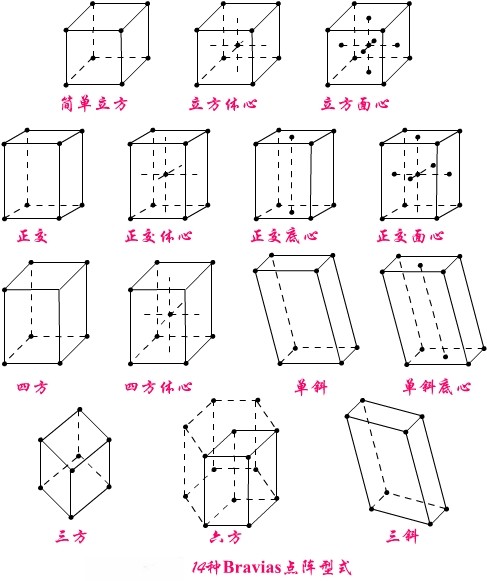 简单立方 立方体心 立方面心
正交 正交体心 正交底心 正交面心
四方 四方体心 单斜 单斜底心
三方 六方 三斜
14种Bravias点阵型式